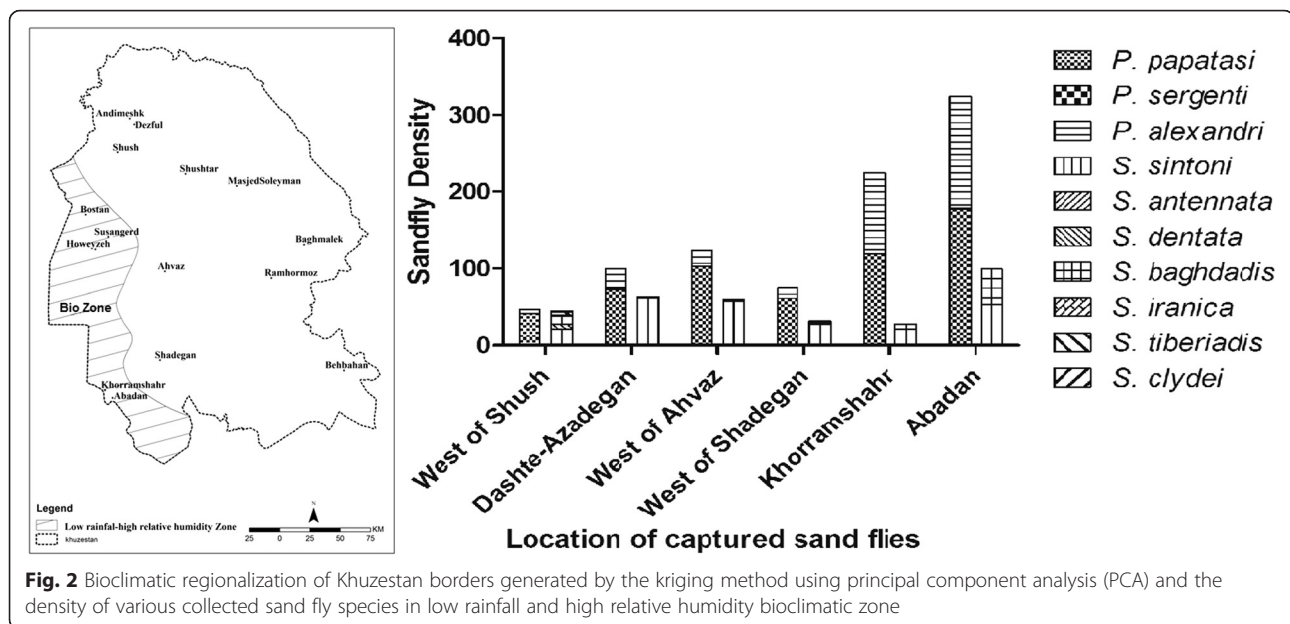 Andimeshk
Dezful
Shush
Shushtar
MasjedSoleyman
Bostan
Susangerd
Howeyzeh
Baghmalek
Ahvaz
Ramhormoz
Bio Zone
Shadegan
Behbahan
Khorramshahr
Abadan
Legend
Low rainfall-high relative humidity Zone
khuzestan
N
25 0 25 50 75 KM
Sandfly Density
400
300
200
100
0
West of Shush
Dashte-Azadegan
West of Ahvaz
West of Shadegan
Khorramshahr
Abadan
Location of captured sand flies
P. papatasi
P. sergenti
P. alexandri
S. sintoni
S. antennata
S. dentata
S. baghdadis
S. iranica
S. tiberiadis
S. clydei
Fig. 2 Bioclimatic regionalization of Khuzestan borders generated by the kriging method using principal component analysis (PCA) and the
density of various collected sand fly species in low rainfall and high relative humidity bioclimatic zone